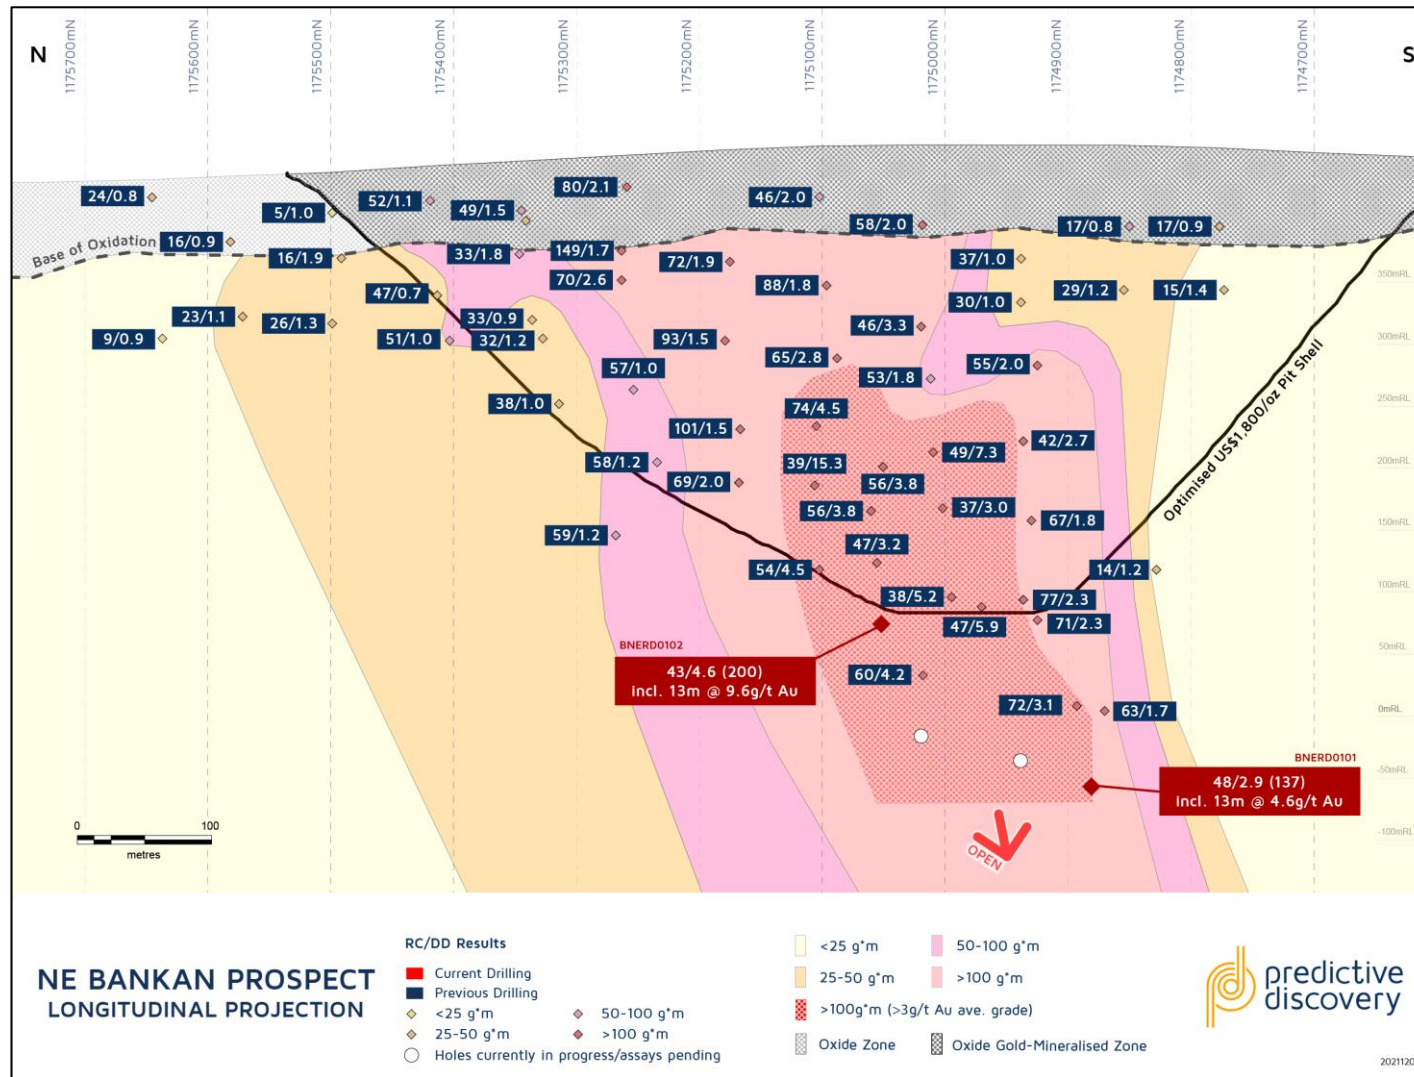 1175700mN
1175600mN
1175500mN
1175400mN
1175300mN
1175200mN
1175100mN
1175000mN
1174900mN
1174800mN
1174700mN
N
S
24/0.8
5/1.0
52/1.1
49/1.5
80/2.1
46/2.0
58/2.0
17/0.8
17/0.9
Base of Oxidation
16/0.9
16/1.9
33/1.8
149/1.7
72/1.9
37/1.0
350mRL
47/0.7
70/2.6
88/1.8
30/1.0
29/1.2
15/1.4
23/1.1
26/1.3
33/0.9
46/3.3
9/0.9
51/1.0
32/1.2
93/1.5
300mRL
65/2.8
57/1.0
53/1.8
55/2.0
Optimised US$1,800/oz Pit Shell
38/1.0
74/4.5
250mRL
101/1.5
42/2.7
49/7.3
58/1.2
39/15.3
200mRL
69/2.0
56/3.8
56/3.8
37/3.0
67/1.8
150mRL
59/1.2
47/3.2
54/4.5
14/1.2
100mRL
38/5.2
77/2.3
47/5.9
71/2.3
BNERD0102
43/4.6 (200)
incl. 13m @ 9.6g/t Au
50mRL
60/4.2
72/3.1
63/1.7
0mRL
BNERD0101
48/2.9 (137)
incl. 13m @ 4.6g/t Au
-50mRL
-100mRL
0 100
metres
OPEN
NE BANKAN PROSPECT
LONGITUDINAL PROJECTION
RC/DD Results
Current Drilling
Previous Drilling
<25 g*m
50-100 g*m
25-50 g*m
>100 g*m
Holes currently in progress/assays pending
<25 g*m
50-100 g*m
25-50 g*m
>100 g*m
>100g*m (>3g/t Au ave. grade)
Oxide Zone
Oxide Gold-Mineralised Zone
predictive
discovery
2021120